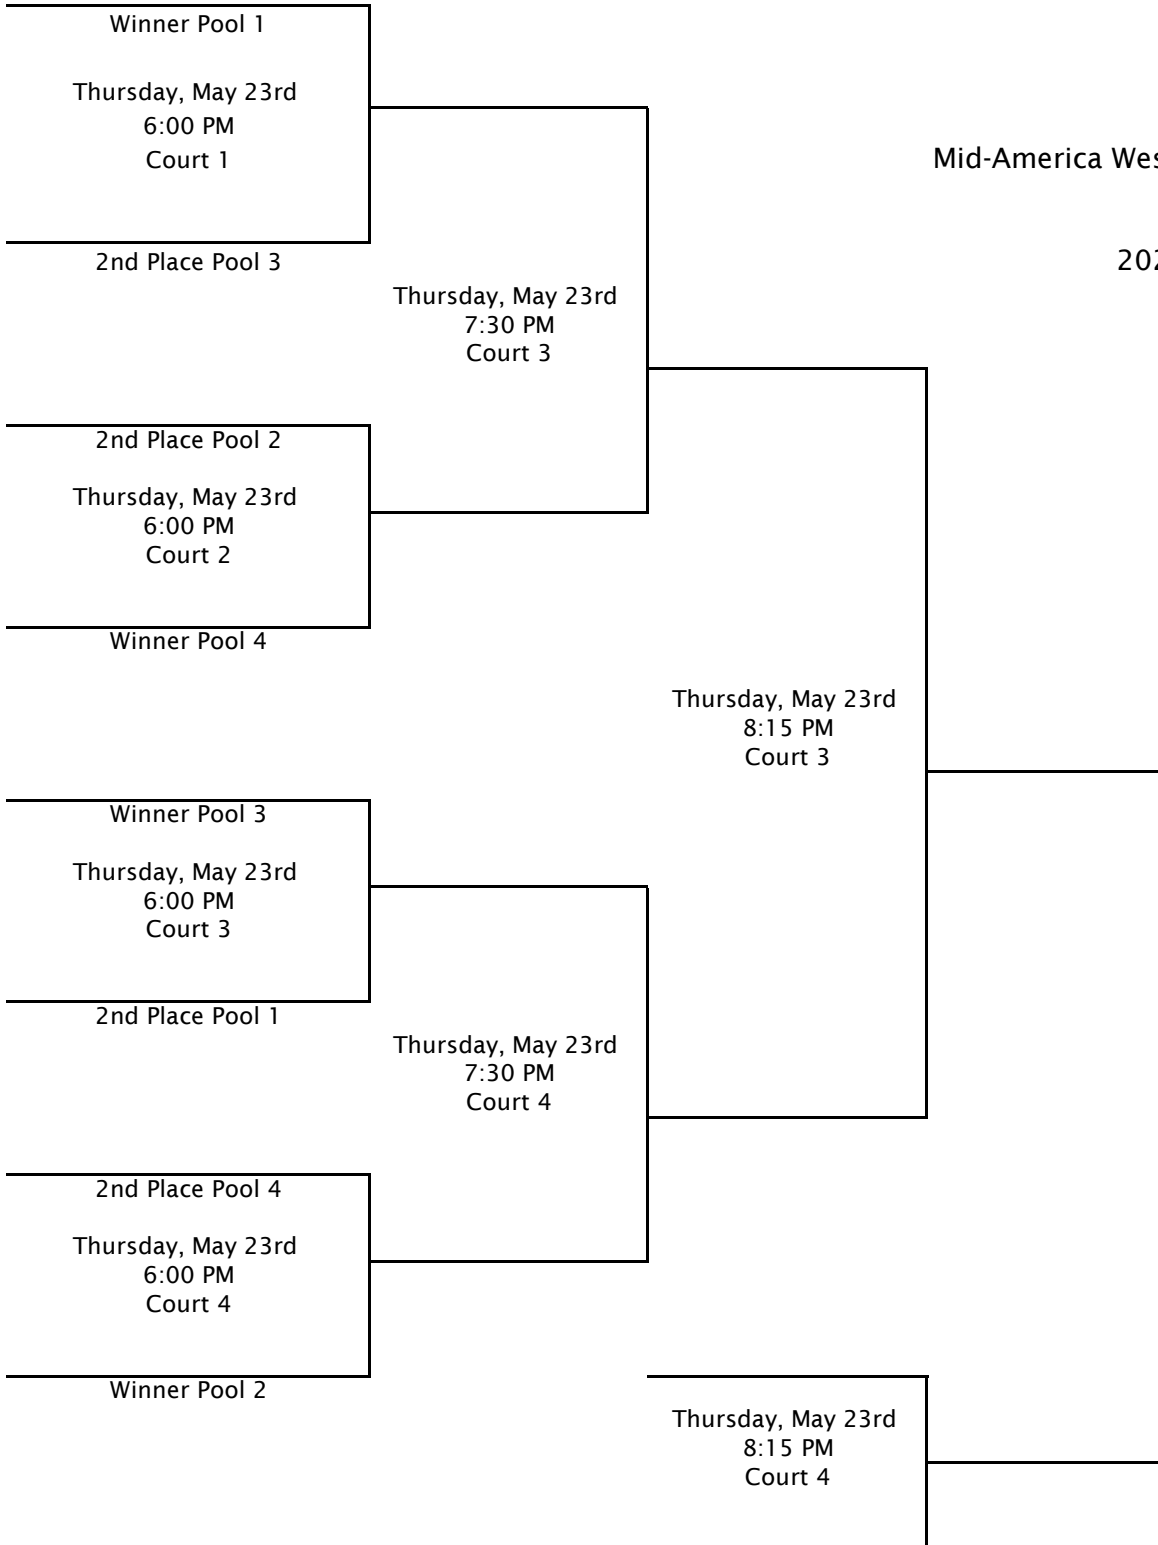 Winner Pool 1
Thursday, May 23rd
6:00 PM
Court 1
Mid-America Wes
2nd Place Pool 3
202
Thursday, May 23rd
7:30 PM
Court 3
2nd Place Pool 2
Thursday, May 23rd
6:00 PM
Court 2
Winner Pool 4
Thursday, May 23rd
8:15 PM
Court 3
Winner Pool 3
Thursday, May 23rd
6:00 PM
Court 3
2nd Place Pool 1
Thursday, May 23rd
7:30 PM
Court 4
2nd Place Pool 4
Thursday, May 23rd
6:00 PM
Court 4
Winner Pool 2
Thursday, May 23rd
8:15 PM
Court 4